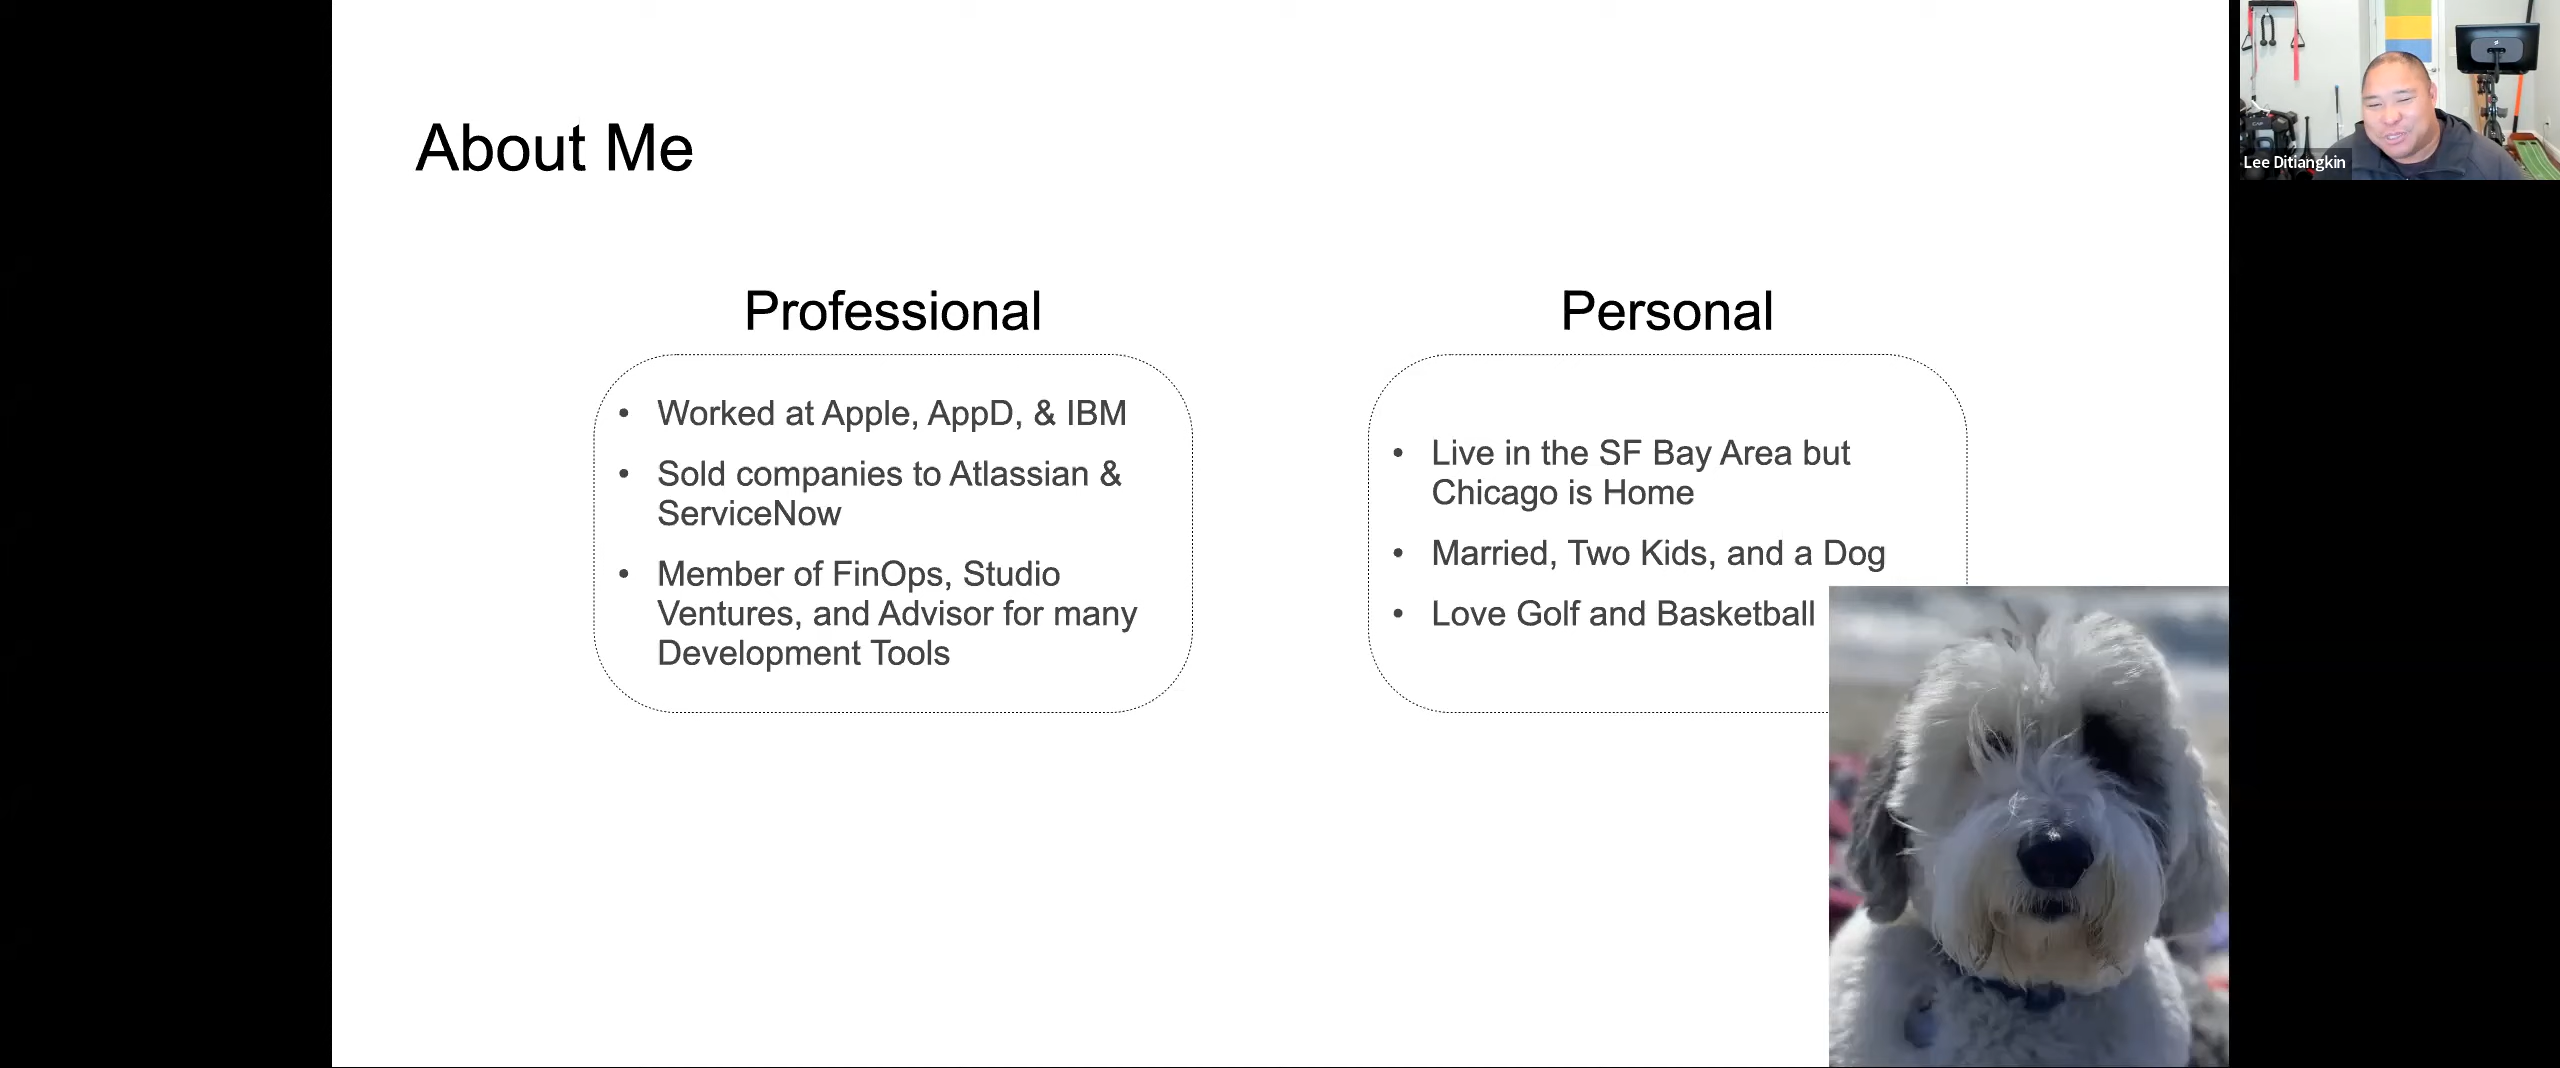 About Me
Professional
• Worked at Apple, AppD, & IBM
• Sold companies to Atlassian &
ServiceNow
• Member of FinOps, Studio
Ventures, and Advisor for many
Development Tools
Personal
• Live in the SF Bay Area but
Chicago is Home
• Married, Two Kids, and a Dog
• Love Golf and Basketball
Lee Ditiangkin